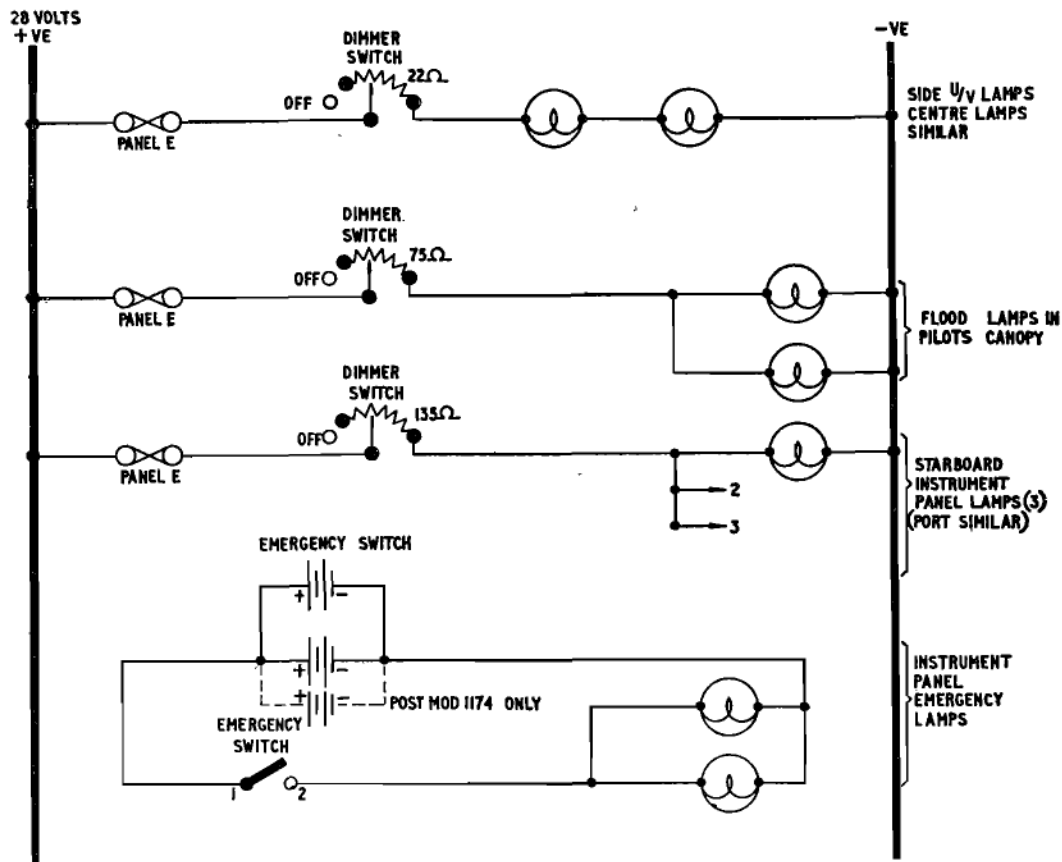 28 VOLTS
+VE
-VE
DIMMER
SWITCH
22Ω
OFF
PANEL E
SIDE U/V LAMPS
CENTRE LAMPS
SIMILAR
DIMMER.
SWITCH
75Ω
OFF
PANEL E
FLOOD LAMPS IN
PILOTS CANOPY
DIMMER
SWITCH
135Ω
OFF
PANEL E
2
3
STARBOARD
INSTRUMENT
PANEL LAMPS (3)
(PORT SIMILAR)
EMERGENCY SWITCH
+ -
+ -
+ -
POST MOD 1174 ONLY
EMERGENCY
SWITCH
1 2
INSTRUMENT
PANEL
EMERGENCY
LAMPS